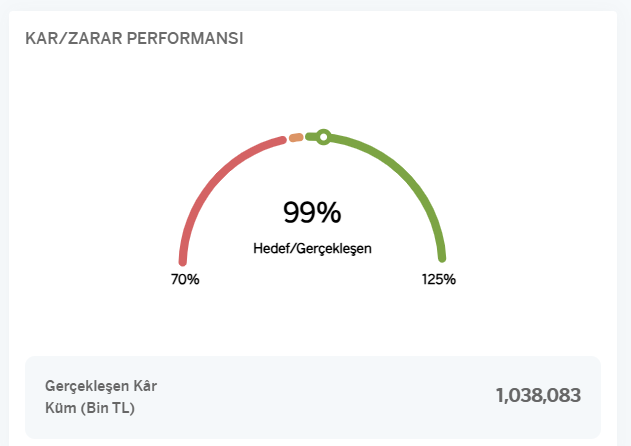 KAR/ZARAR PERFORMANSI
99%
Hedef/Gerçekleşen
70%
125%
Gerçekleşen Kâr
Küm (Bin TL)
1,038,083